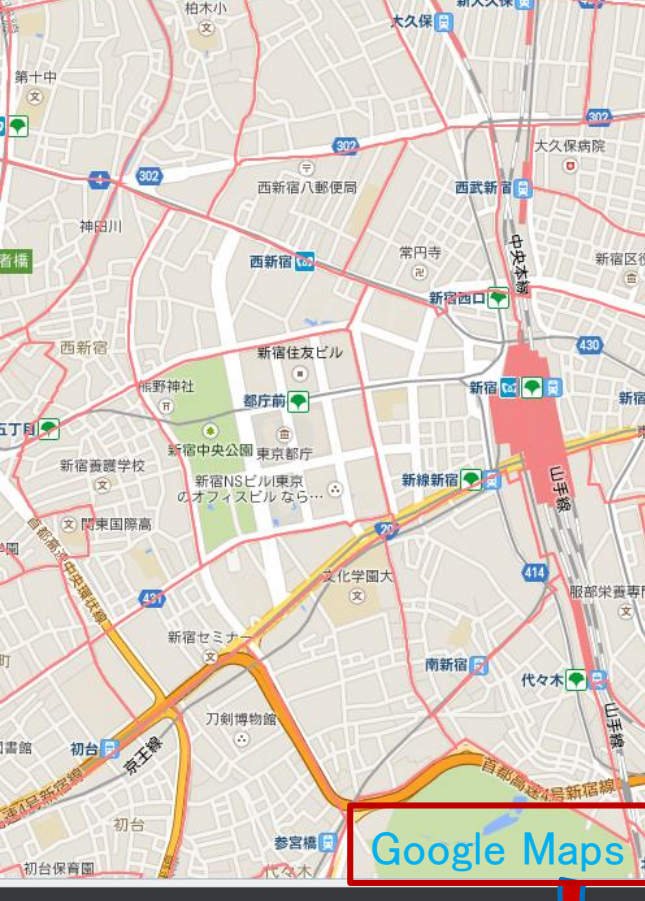 柏木小
新大久保
大久保
第十中
302
大久保病院
302
4
302
西新宿八郵便局
西武新宿
神田川
中央本線
者橋
西新宿
常円寺
新宿区役
新宿西口
430
西新宿
新宿住友ビル
熊野神社
新宿
都庁前
新宿
五丁目
新宿中央公園
東京都庁
新宿養護学校
新宿NSビル|東京
のオフィスビル なら…
新線新宿
山手線
関東国際高
20
首都高速中央環状線
414
文化学園大
服部栄養専門
431
新宿セミナー
町
南新宿
代々木
刀剣博物館
山手線
図書館
初台
京王線
首都高速4号新宿線
速4号新宿線
初台
参宮橋
Google Maps
初台保育園
代々木